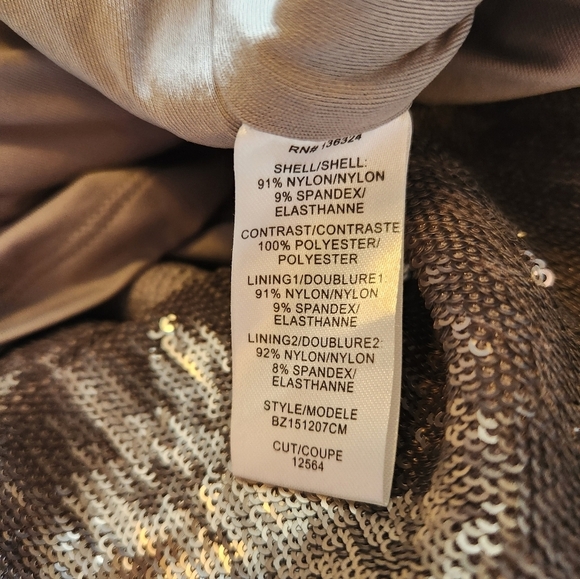 RN# 136324
SHELL/SHELL:
91% NYLON/NYLON
9% SPANDEX/
ELASTHANNE
CONTRAST/CONTRASTE
100% POLYESTER/
POLYESTER
LINING1/DOUBLURE1:
91% NYLON/NYLON
9% SPANDEX/
ELASTHANNE
LINING2/DOUBLURE2:
92% NYLON/NYLON
8% SPANDEX/
ELASTHANNE
STYLE/MODELE
BZ151207CM
CUT/COUPE
12564